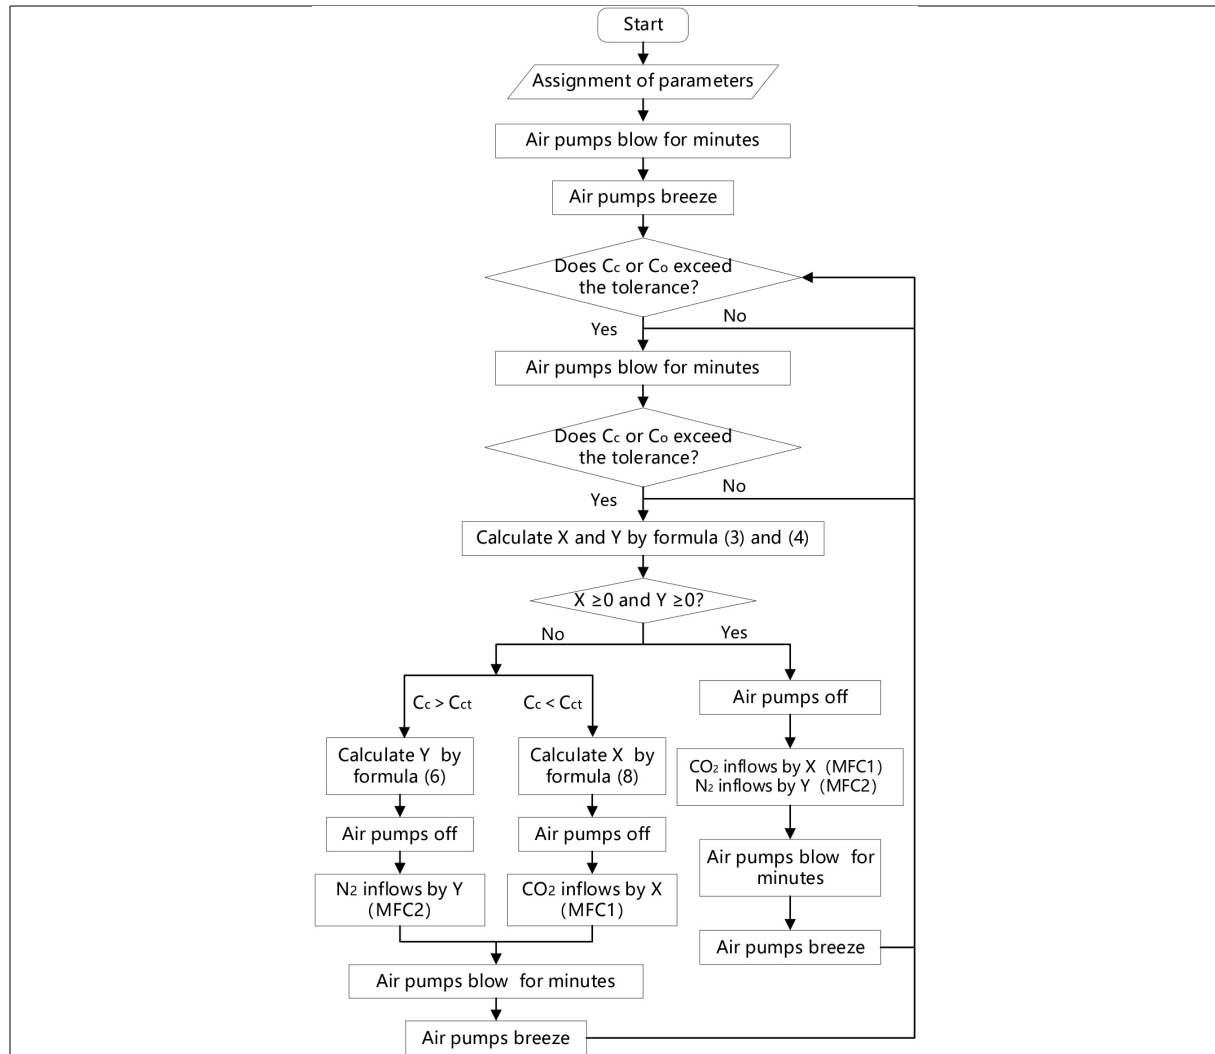 Start
Assignment of parameters
Air pumps blow for minutes
Air pumps breeze
Does Cc or Co exceed
the tolerance?
Yes
No
Air pumps blow for minutes
Does Cc or Co exceed
the tolerance?
Yes
No
Calculate X and Y by formula (3) and (4)
X ≥0 and Y ≥0?
No
Yes
Cc > Cct
Cc < Cct
Calculate Y by
formula (6)
Air pumps off
N2 inflows by Y
(MFC2)
Calculate X by
formula (8)
Air pumps off
CO2 inflows by X
(MFC1)
Air pumps blow for minutes
Air pumps breeze
Air pumps off
CO2 inflows by X (MFC1)
N2 inflows by Y (MFC2)
Air pumps blow for
minutes
Air pumps breeze